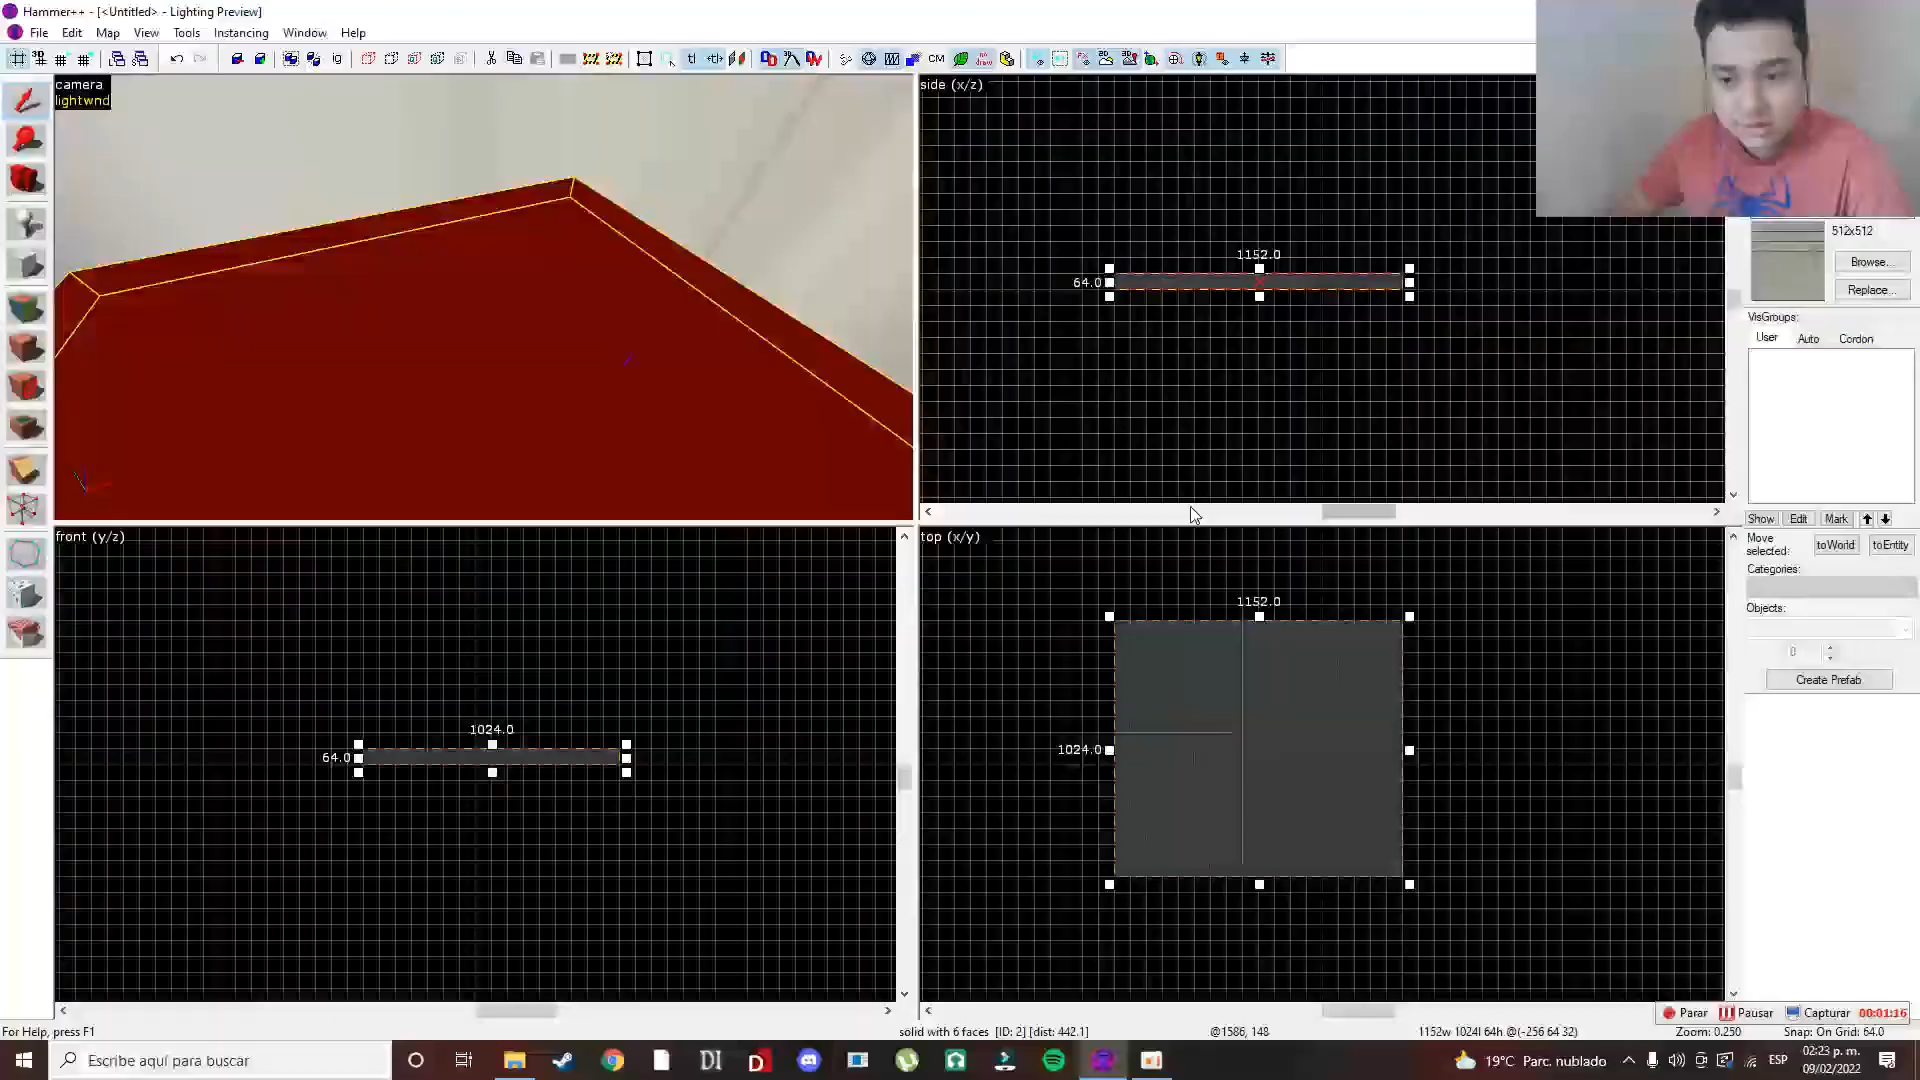 Hammer++ - [<Untitled> - Lighting Preview]
File Edit Map View Tools Instancing Window Help
ig tl CM
camera
lightwnd
side (x/z)
1152.0
64.0
512x512
Browse...
Replace...
VisGroups:
User Auto Cordon
Show Edit Mark
Move selected: toWorld toEntity
Categories:
Objects:
0
Create Prefab
front (y/z)
1024.0
64.0
top (x/y)
1152.0
1024.0
Parar Pausar Capturar 00:01:16
For Help, press F1 solid with 6 faces [ID: 2] [dist: 442.1] @1586, 148 1152w 1024l 64h @(-256 64 32) Zoom: 0.250 Snap: On Grid: 64.0
Escribe aquí para buscar DI D 19°C Parc. nublado ESP 02:23 p. m.
09/02/2022